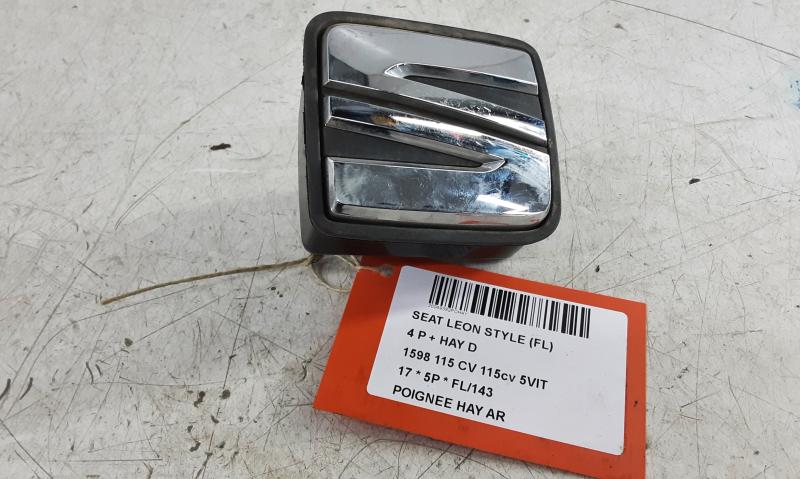 SEAT LEON STYLE (FL)
4 P + HAY D
1598 115 CV 115cv 5VIT
17 * 5P * FL/143
POIGNEE HAY AR